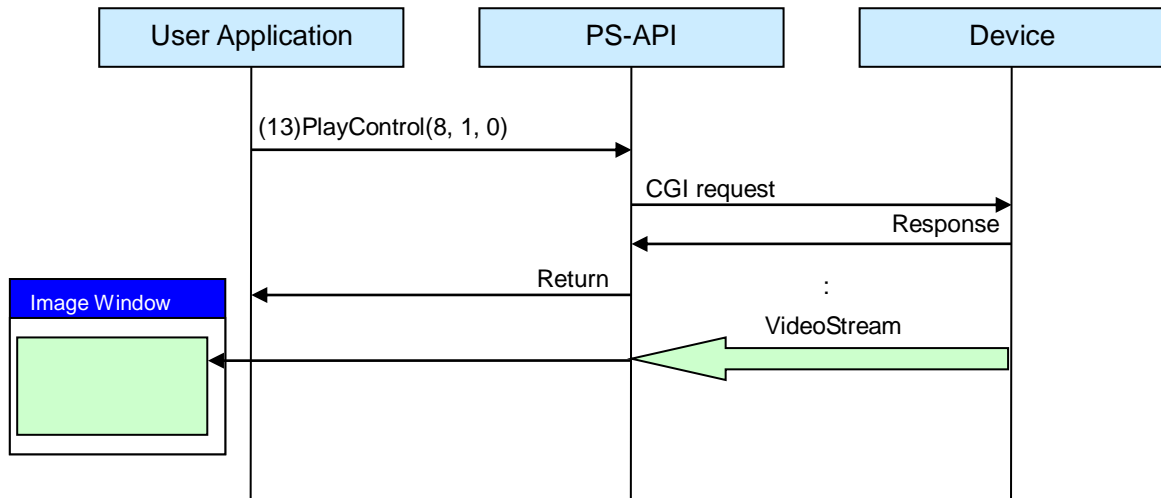 User Application
PS-API
Device
(13)PlayControl(8, 1, 0)
CGI request
Response
Return
:
Image Window
VideoStream